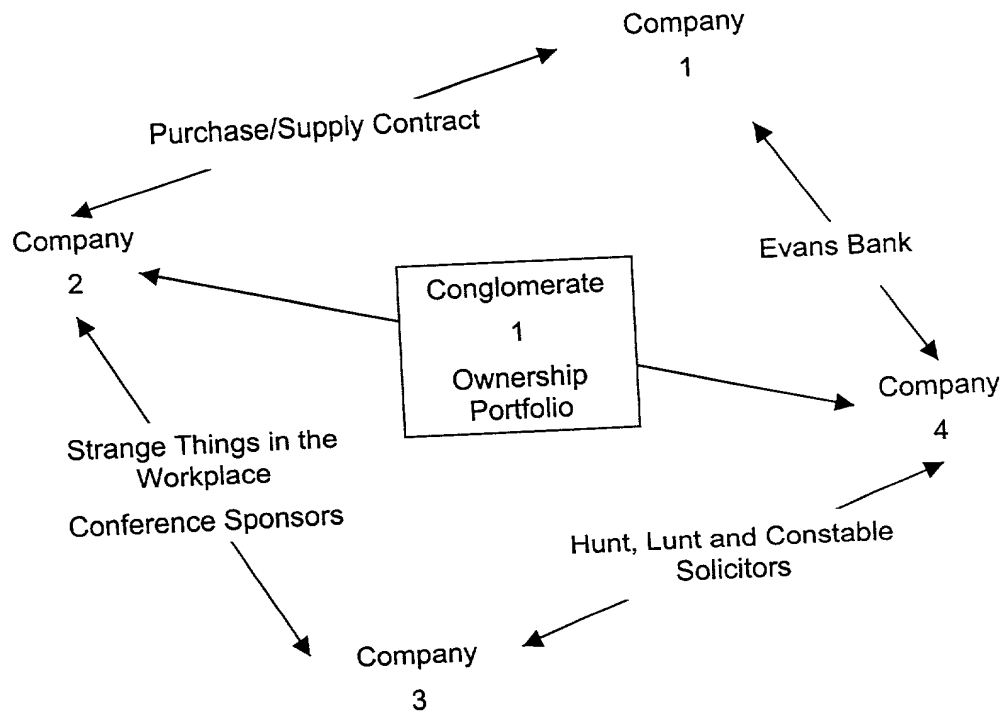 Company
1
Purchase/Supply Contract
Company
2
Evans Bank
Conglomerate
1
Ownership
Portfolio
Company
4
Strange Things in the
Workplace
Conference Sponsors
Hunt, Lunt and Constable
Solicitors
Company
3